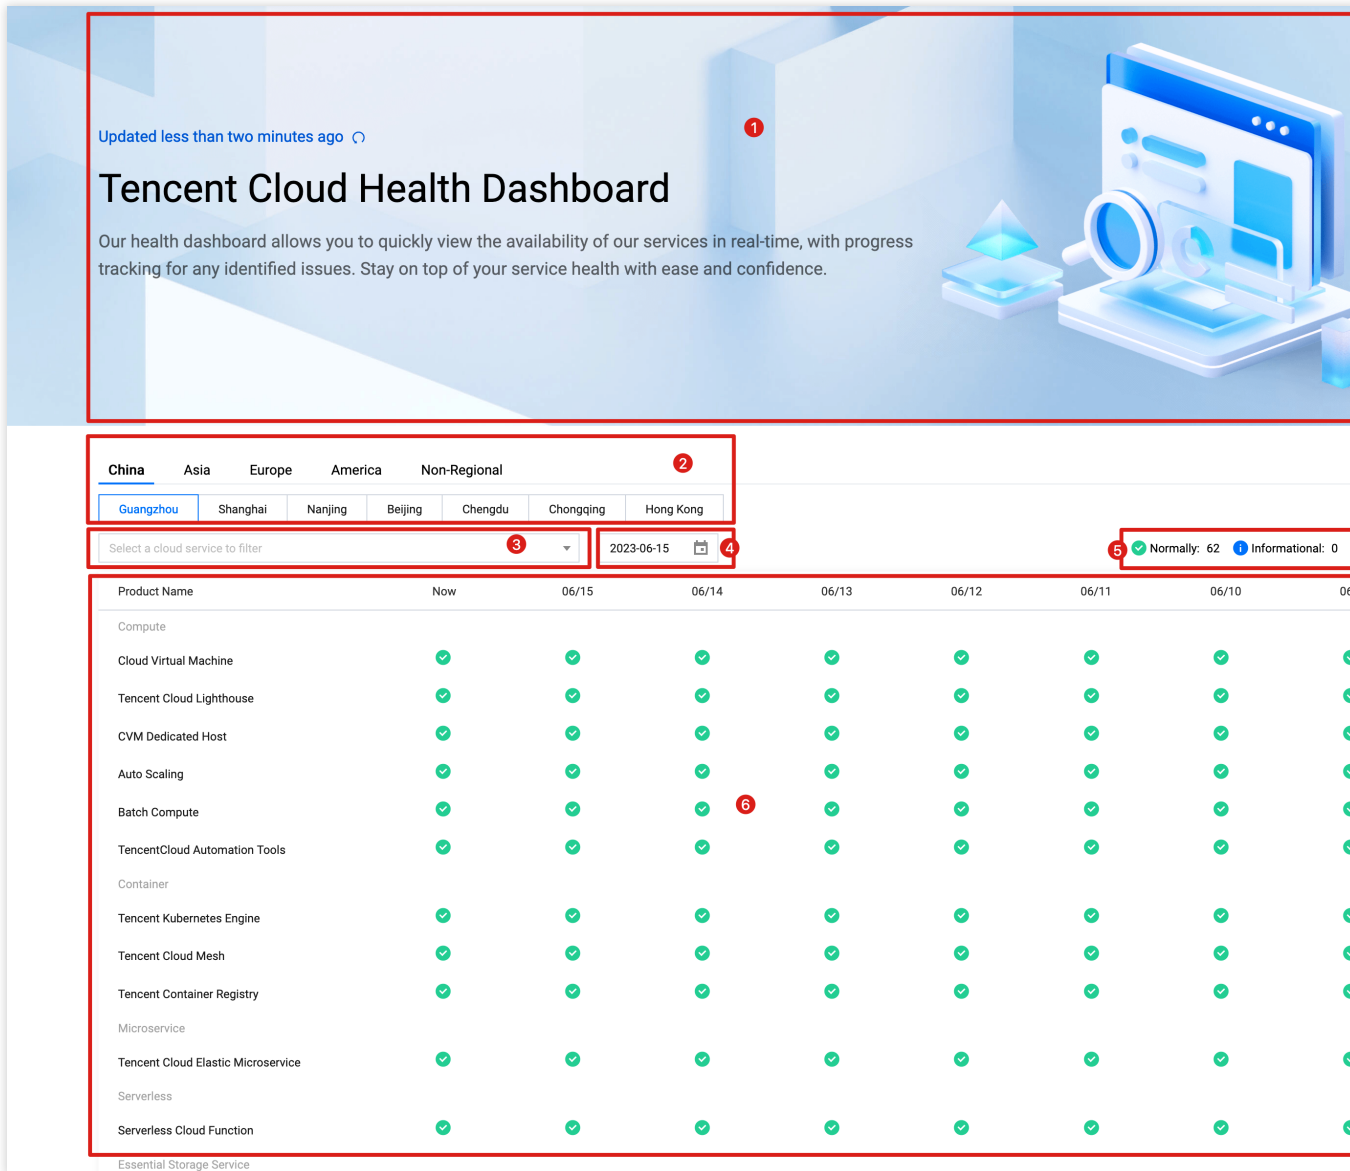 Updated less than two minutes ago
1
Tencent Cloud Health Dashboard
Our health dashboard allows you to quickly view the availability of our services in real-time, with progress
tracking for any identified issues. Stay on top of your service health with ease and confidence.
China Asia Europe America Non-Regional 2
Guangzhou Shanghai Nanjing Beijing Chengdu Chongqing Hong Kong
Select a cloud service to filter 3 2023-06-15 4 5 Normally: 62 Informational: 0
Product Name Now 06/15 06/14 06/13 06/12 06/11 06/10
Compute
Cloud Virtual Machine
Tencent Cloud Lighthouse
CVM Dedicated Host
Auto Scaling
Batch Compute 6
TencentCloud Automation Tools
Container
Tencent Kubernetes Engine
Tencent Cloud Mesh
Tencent Container Registry
Microservice
Tencent Cloud Elastic Microservice
Serverless
Serverless Cloud Function
Essential Storage Service